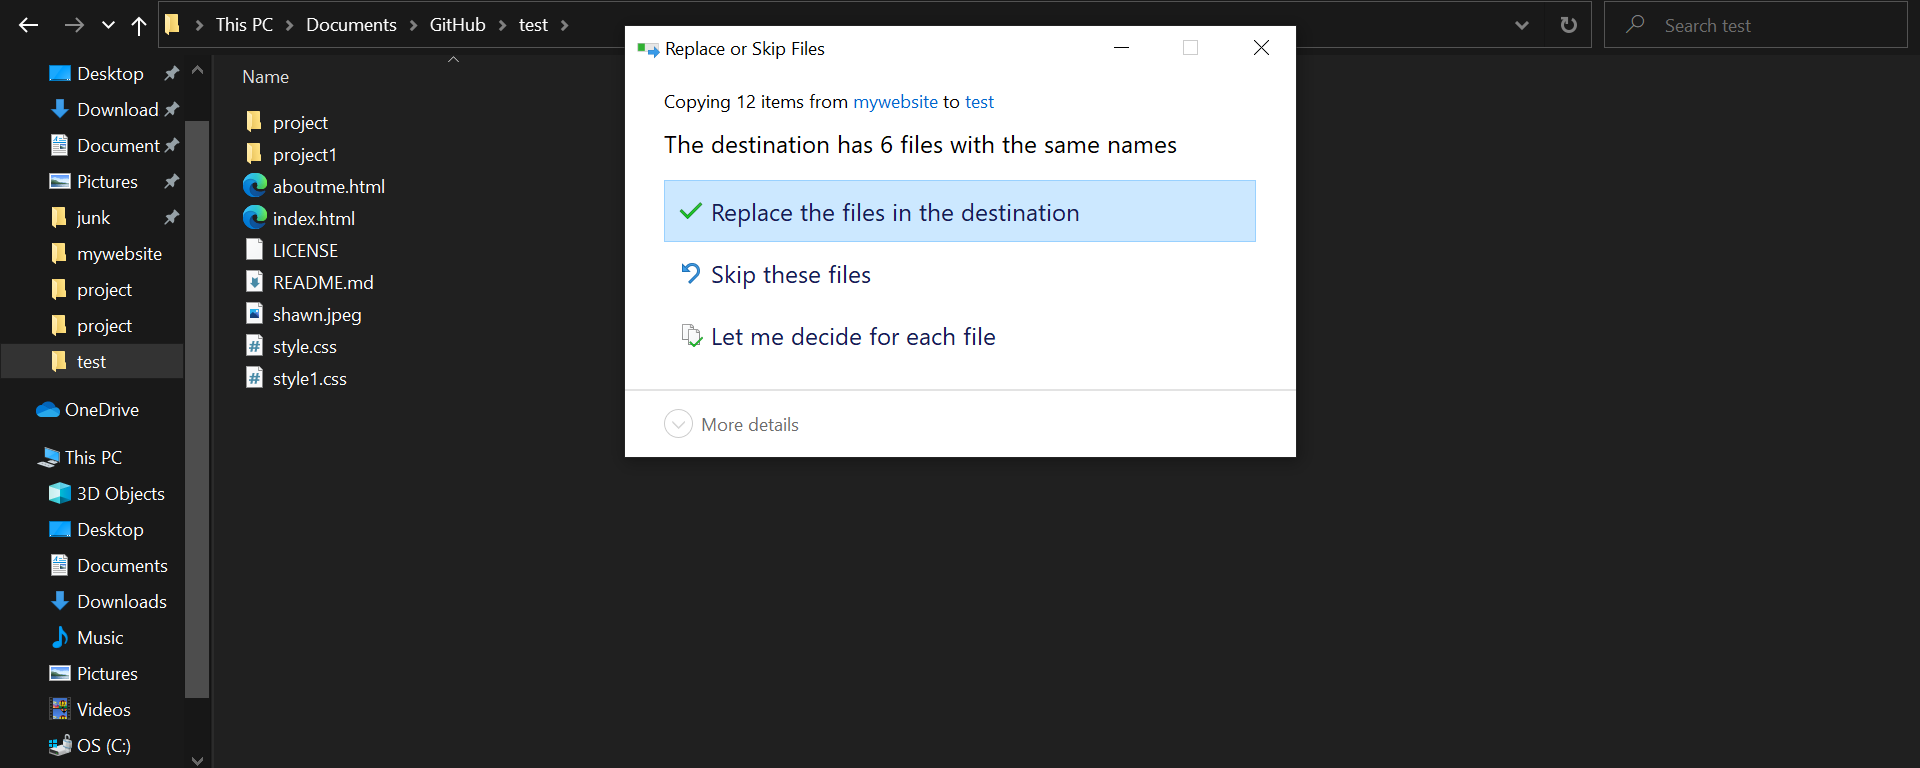 This PC > Documents > GitHub > test >
Search test
Desktop
Download
Document
Pictures
junk
mywebsite
project
project
test
OneDrive
This PC
3D Objects
Desktop
Documents
Downloads
Music
Pictures
Videos
OS (C:)
Name
project
project1
aboutme.html
index.html
LICENSE
README.md
shawn.jpeg
style.css
style1.css
Replace or Skip Files
Copying 12 items from mywebsite to test
The destination has 6 files with the same names
Replace the files in the destination
Skip these files
Let me decide for each file
More details